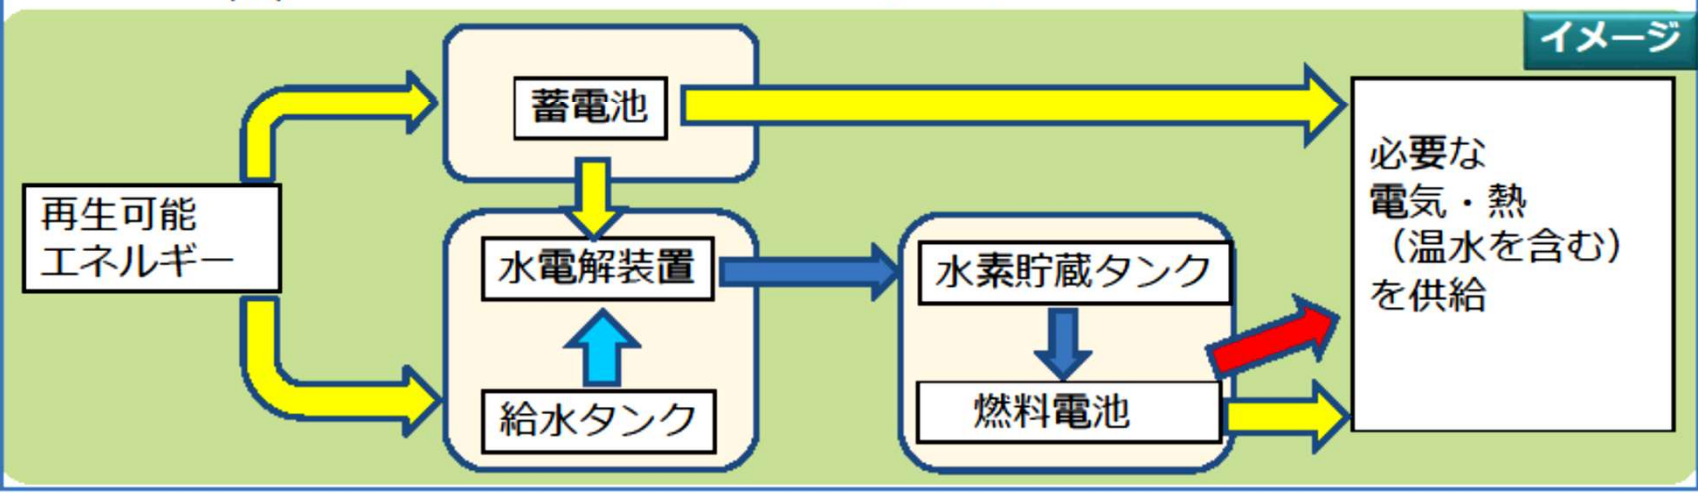 イメージ
蓄電池
再生可能
エネルギー
水電解装置
給水タンク
水素貯蔵タンク
燃料電池
必要な
電気・熱
（温水を含む）
を供給